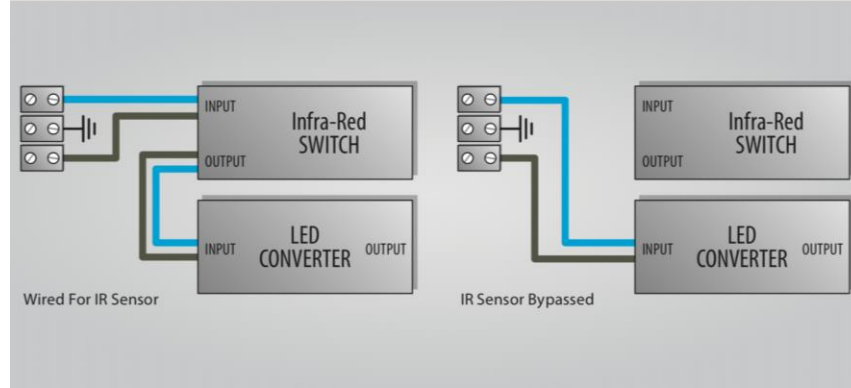 INPUT
Infra-Red
SWITCH
OUTPUT
INPUT
LED
CONVERTER
OUTPUT
Wired For IR Sensor
INPUT
Infra-Red
SWITCH
OUTPUT
INPUT
LED
CONVERTER
OUTPUT
IR Sensor Bypassed